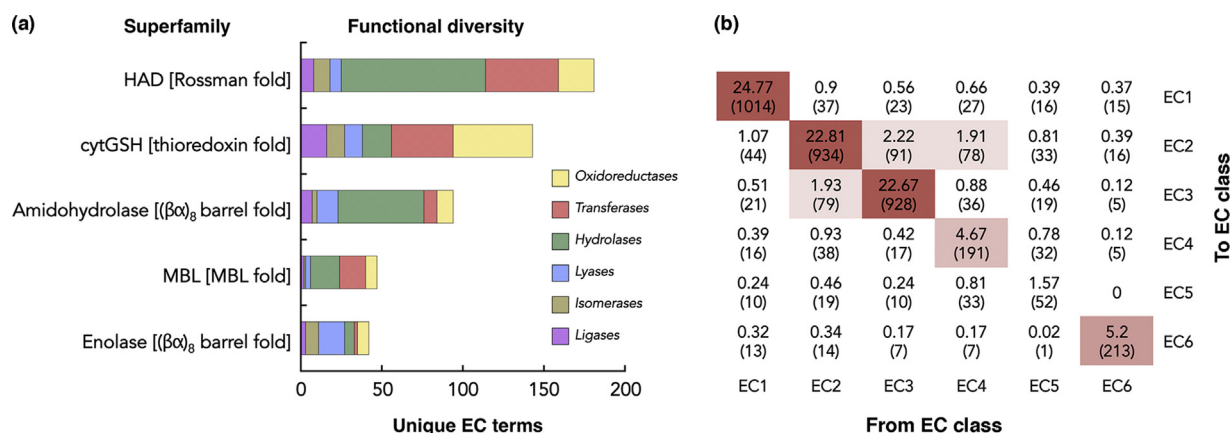 (a)
Superfamily
Functional diversity
HAD [Rossman fold]
cytGSH [thioredoxin fold]
Amidohydrolase [(βα)8 barrel fold]
MBL [MBL fold]
Enolase [(βα)8 barrel fold]
Oxidoreductases
Transferases
Hydrolases
Lyases
Isomerases
Ligases
0 50 100 150 200
Unique EC terms
(b)
24.77 0.9 0.56 0.66 0.39 0.37 EC1
(1014) (37) (23) (27) (16) (15)
1.07 22.81 2.22 1.91 0.81 0.39 EC2
(44) (934) (91) (78) (33) (16)
0.51 1.93 22.67 0.88 0.46 0.12 EC3
(21) (79) (928) (36) (19) (5)
0.39 0.93 0.42 4.67 0.78 0.12 EC4
(16) (38) (17) (191) (32) (5)
0.24 0.46 0.24 0.81 1.57 0 EC5
(10) (19) (10) (33) (52)
0.32 0.34 0.17 0.17 0.02 5.2 EC6
(13) (14) (7) (7) (1) (213)
EC1 EC2 EC3 EC4 EC5 EC6
From EC class
To EC class